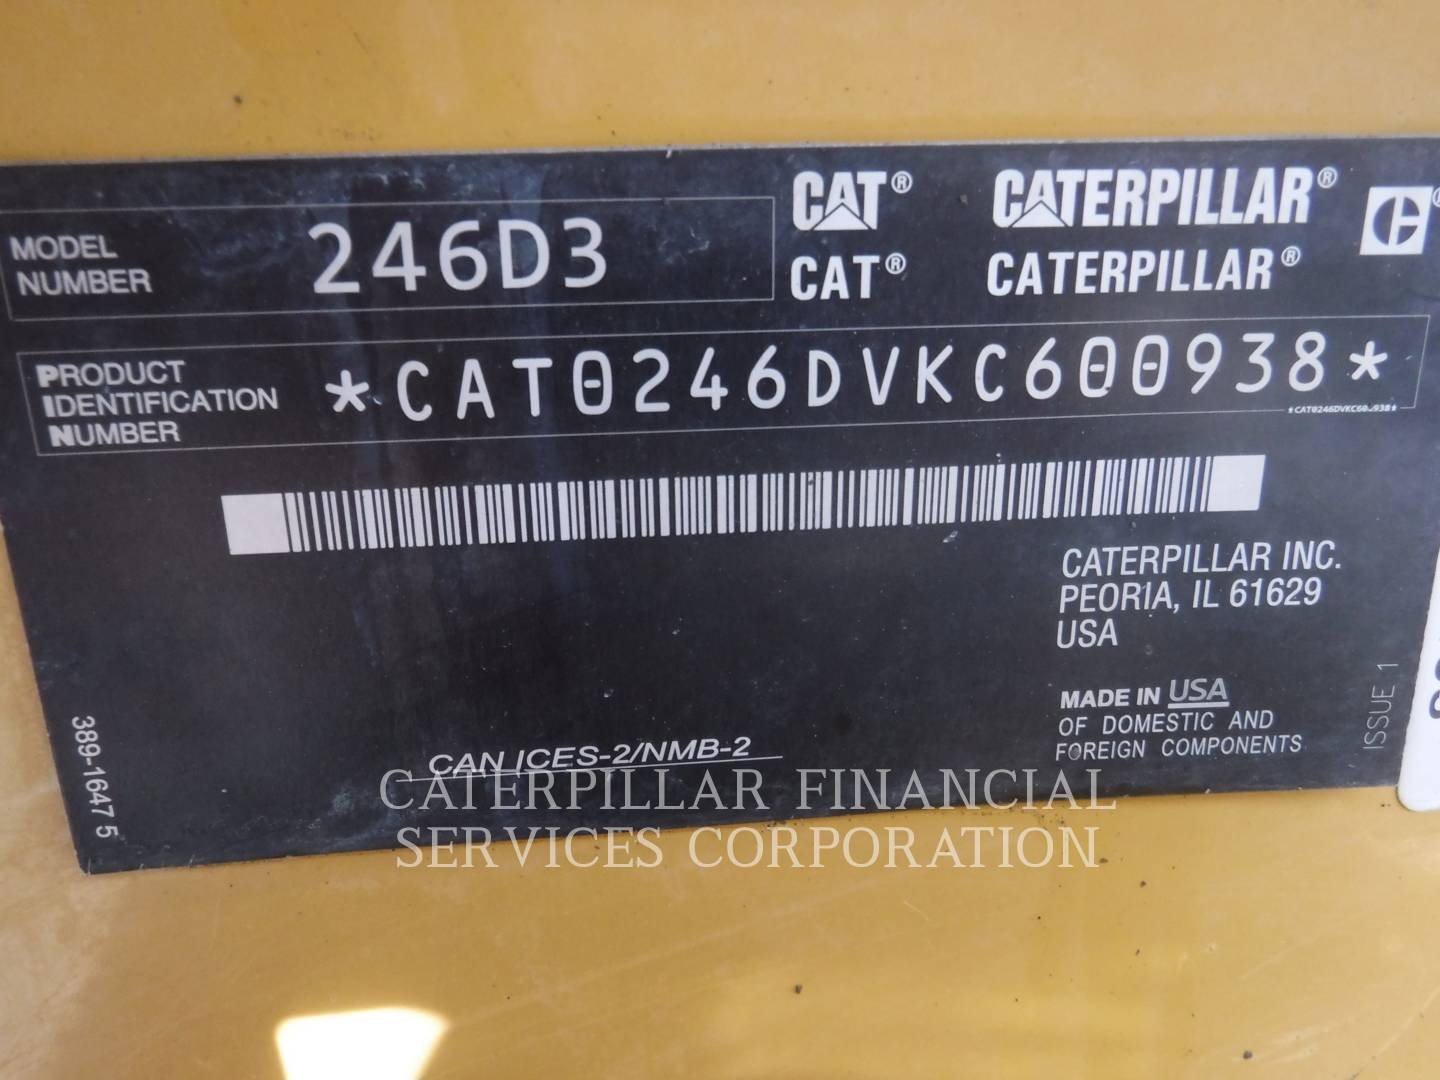 CAT® CATERPILLAR®
MODEL NUMBER 246D3
CAT® CATERPILLAR®
PRODUCT IDENTIFICATION NUMBER *CAT0246DVKC600938*
CATERPILLAR INC.
PEORIA, IL 61629
USA
MADE IN USA
OF DOMESTIC AND
FOREIGN COMPONENTS
ISSUE 1
389-1647 5
CAN ICES-2/NMB-2
CATERPILLAR FINANCIAL
SERVICES CORPORATION